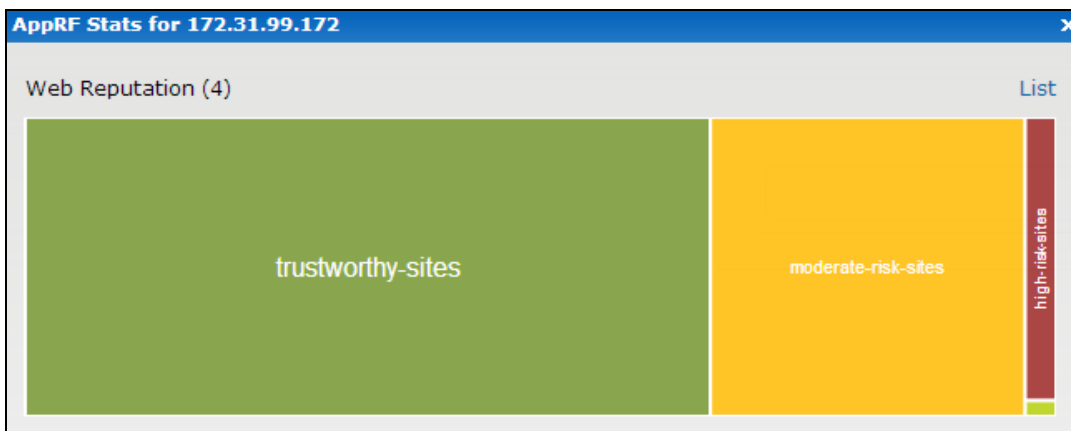 AppRF Stats for 172.31.99.172 x
Web Reputation (4) List
trustworthy-sites
moderate-risk-sites
high-risk-sites